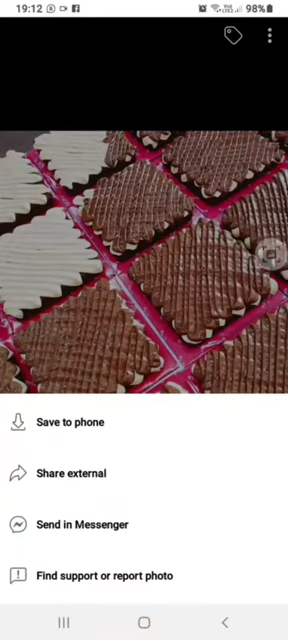 19:12 98%
Save to phone
Share external
Send in Messenger
Find support or report photo